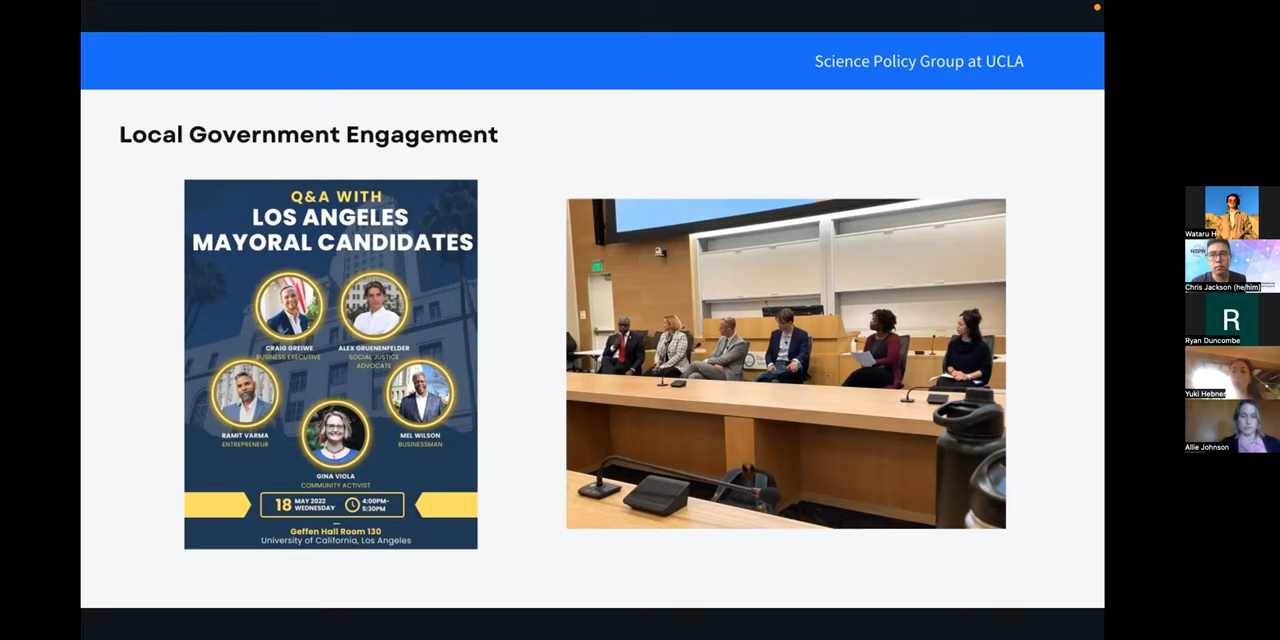 Science Policy Group at UCLA
Local Government Engagement
Q&A WITH
LOS ANGELES
MAYORAL CANDIDATES
CRAIG GREIWE
BUSINESS EXECUTIVE
ALEX GRUENENFELDER
SOCIAL JUSTICE
ADVOCATE
RAMIT VARMA
ENTREPRENEUR
MEL WILSON
BUSINESSMAN
GINA VIOLA
COMMUNITY ACTIVIST
18 MAY 2022
WEDNESDAY
4:00PM-
5:30PM
Geffen Hall Room 130
University of California, Los Angeles
Wataru H
NSPN
Chris Jackson (he/him)
R
Ryan Duncombe
Yuki Hebner
Allie Johnson